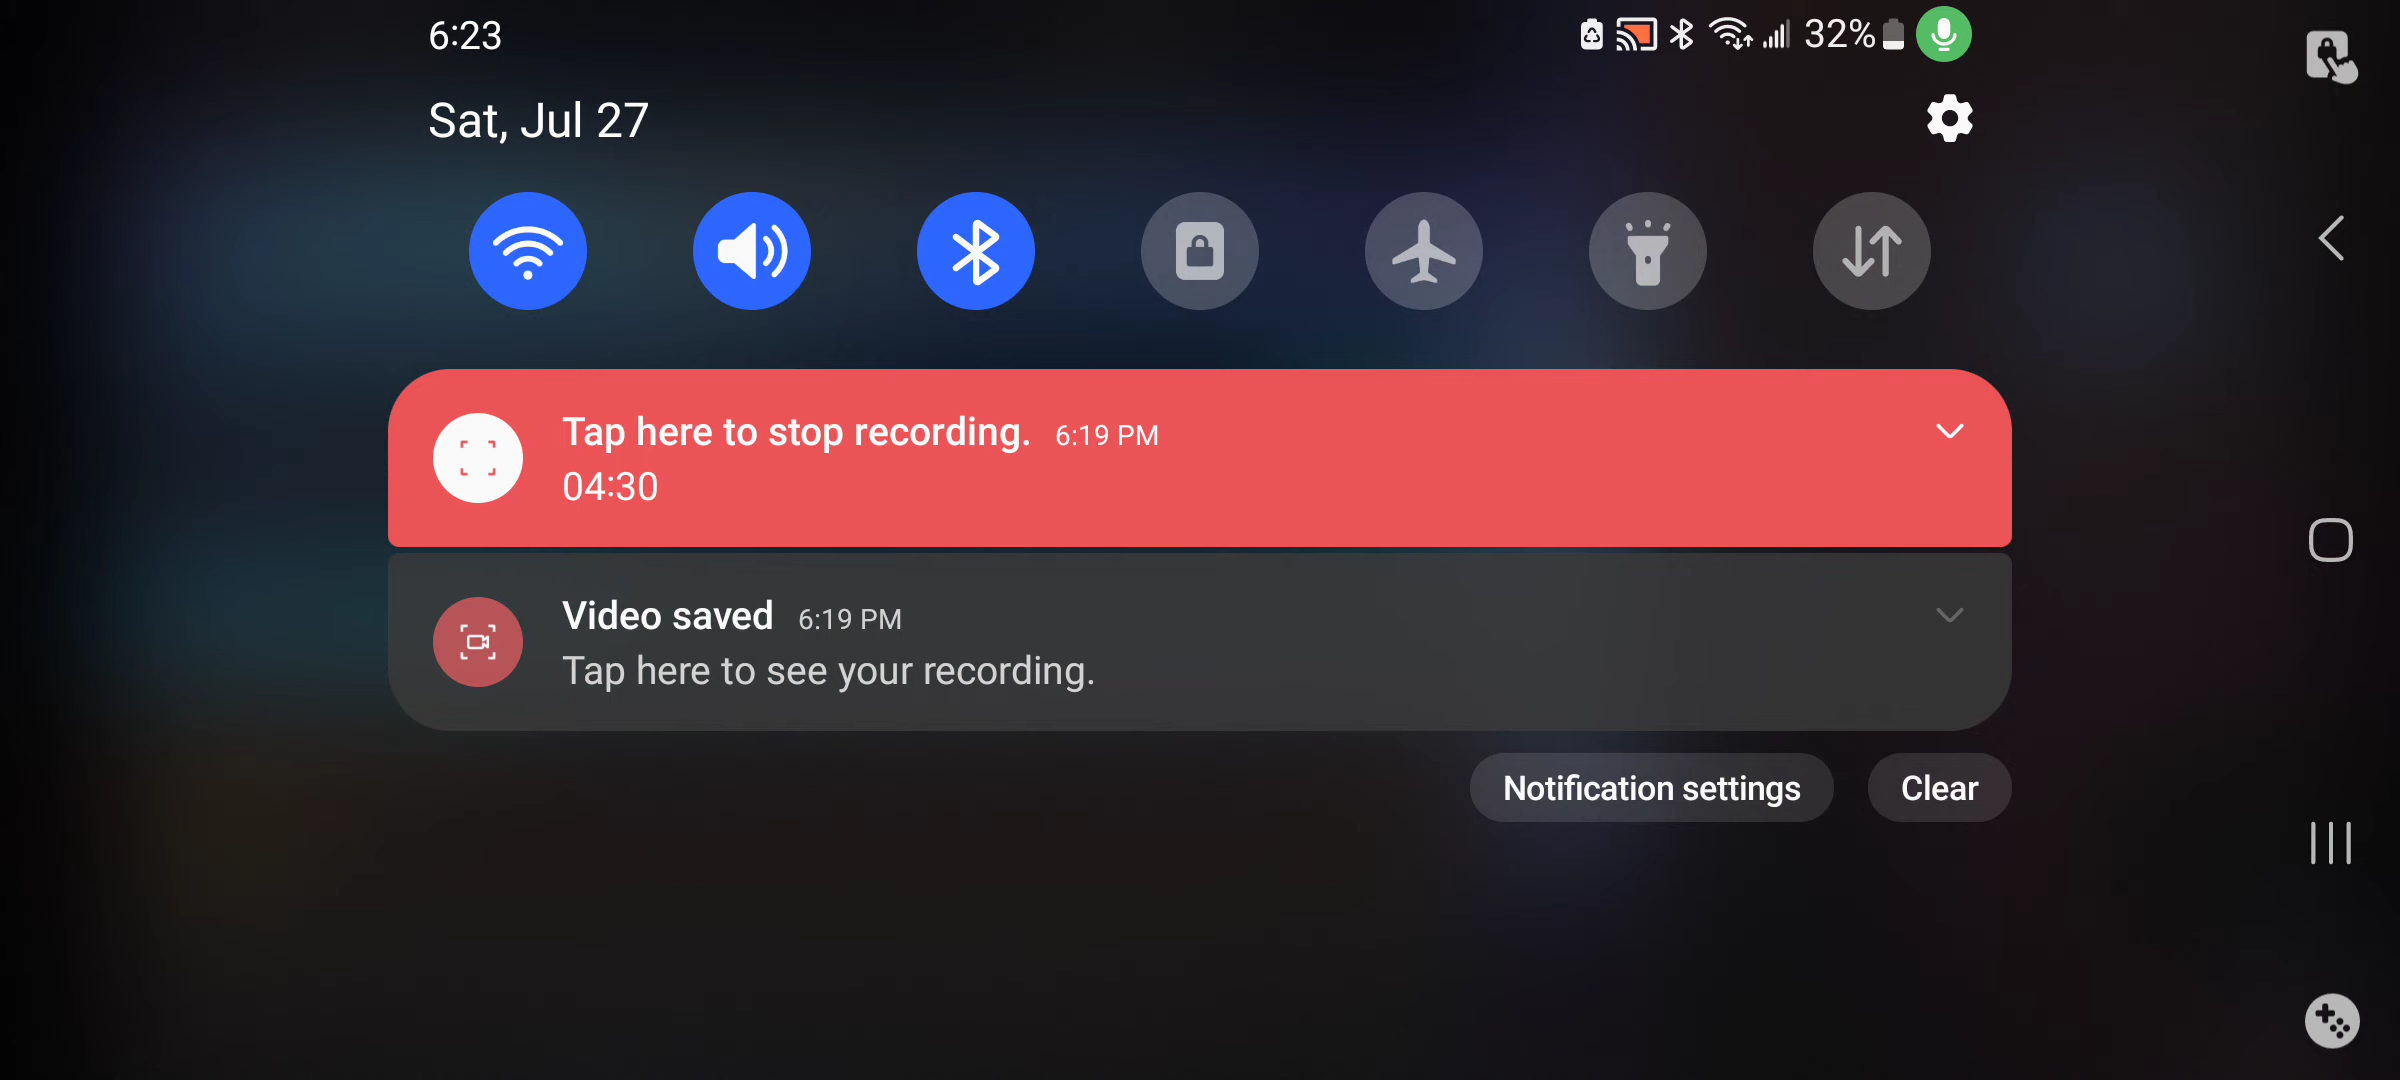 6:23
32%
Sat, Jul 27
Tap here to stop recording. 6:19 PM
04:30
Video saved 6:19 PM
Tap here to see your recording.
Notification settings
Clear